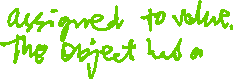 assigned to value.
The object has a